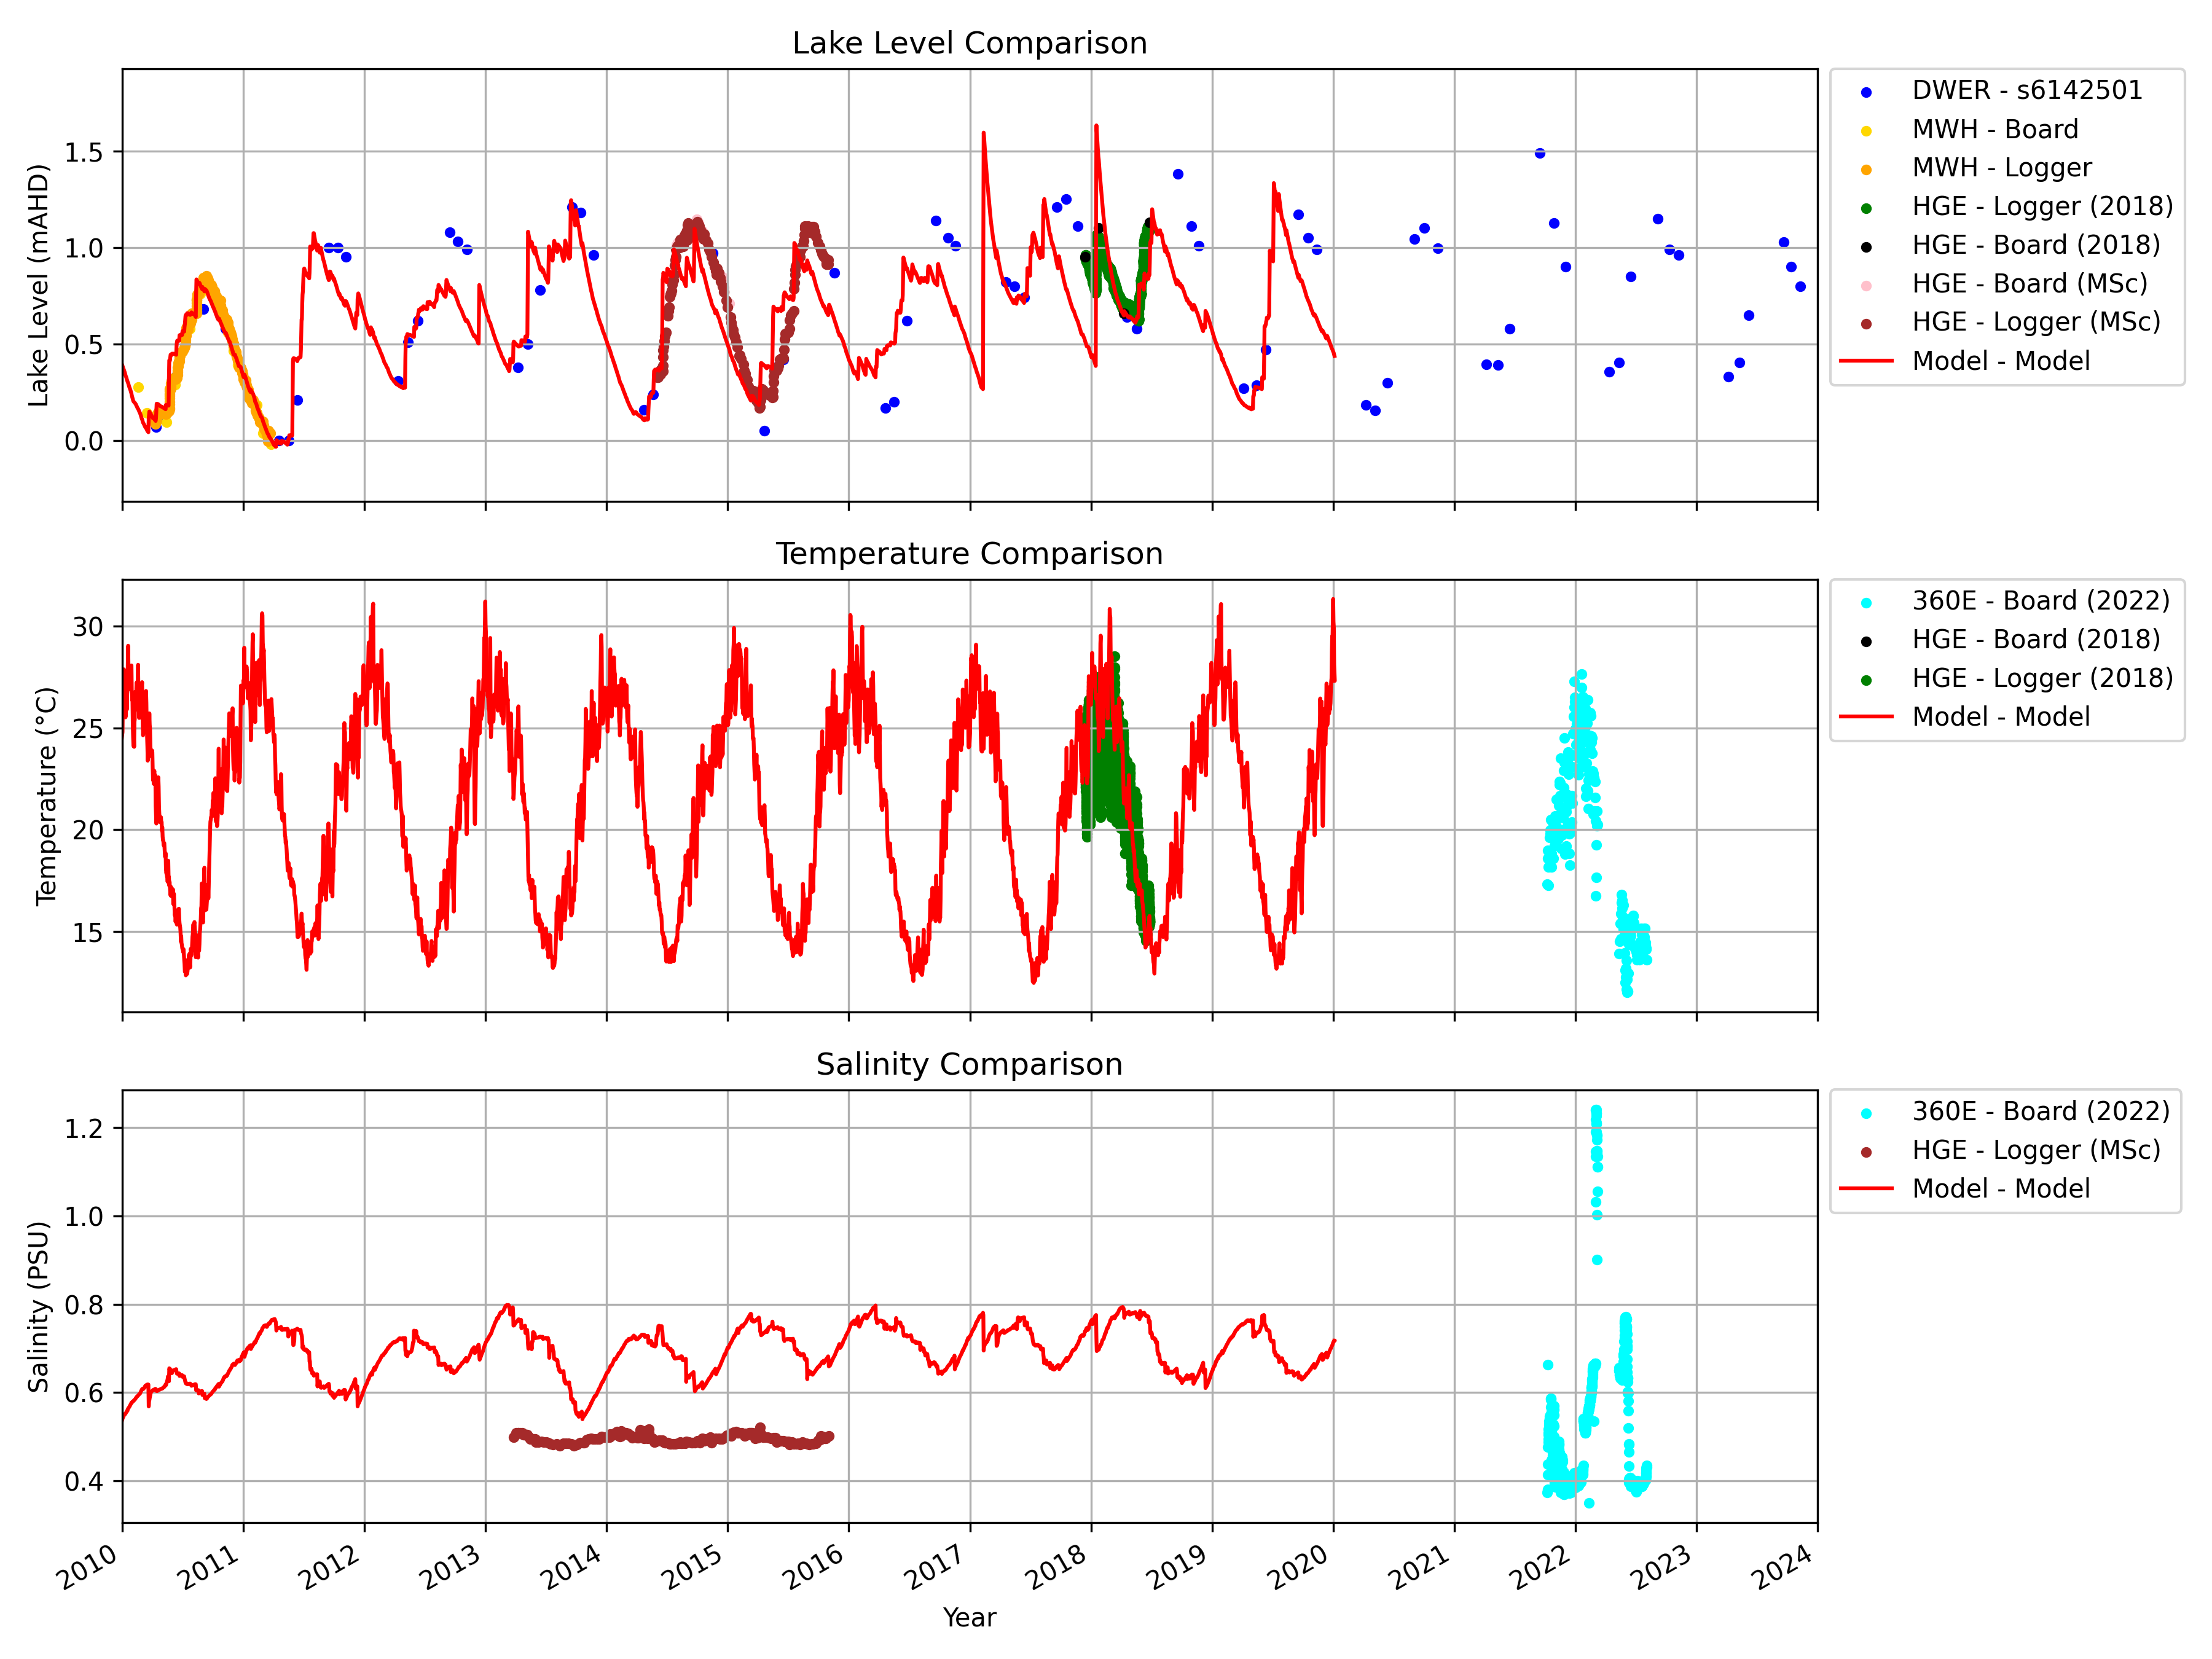 Lake Level Comparison
Lake Level (mAHD)
1.5
1.0
0.5
0.0
DWER - s6142501
MWH - Board
MWH - Logger
HGE - Logger (2018)
HGE - Board (2018)
HGE - Board (MSc)
HGE - Logger (MSc)
Model - Model
Temperature Comparison
Temperature (°C)
30
25
20
15
360E - Board (2022)
HGE - Board (2018)
HGE - Logger (2018)
Model - Model
Salinity Comparison
Salinity (PSU)
1.2
1.0
0.8
0.6
0.4
360E - Board (2022)
HGE - Logger (MSc)
Model - Model
2010 2011 2012 2013 2014 2015 2016 2017 2018 2019 2020 2021 2022 2023 2024
Year